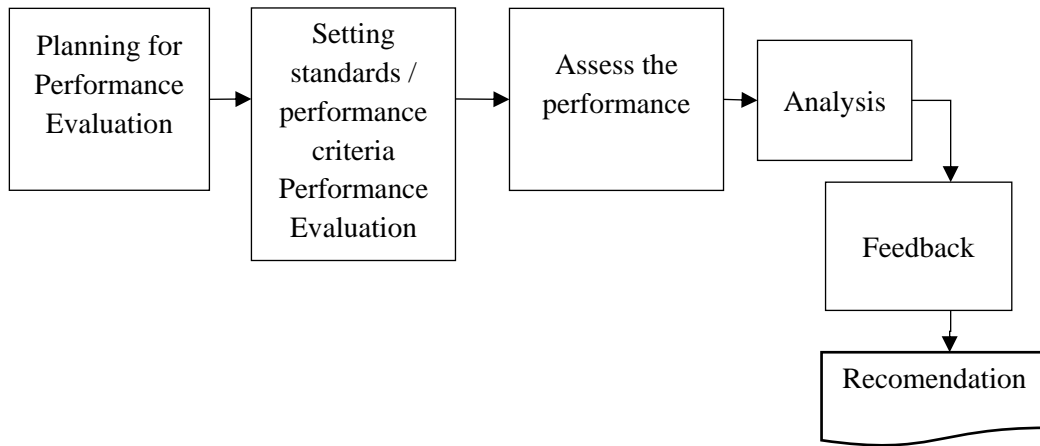 Planning for
Performance
Evaluation
Setting
standards /
performance
criteria
Performance
Evaluation
Assess the
performance
Analysis
Feedback
Recomendation